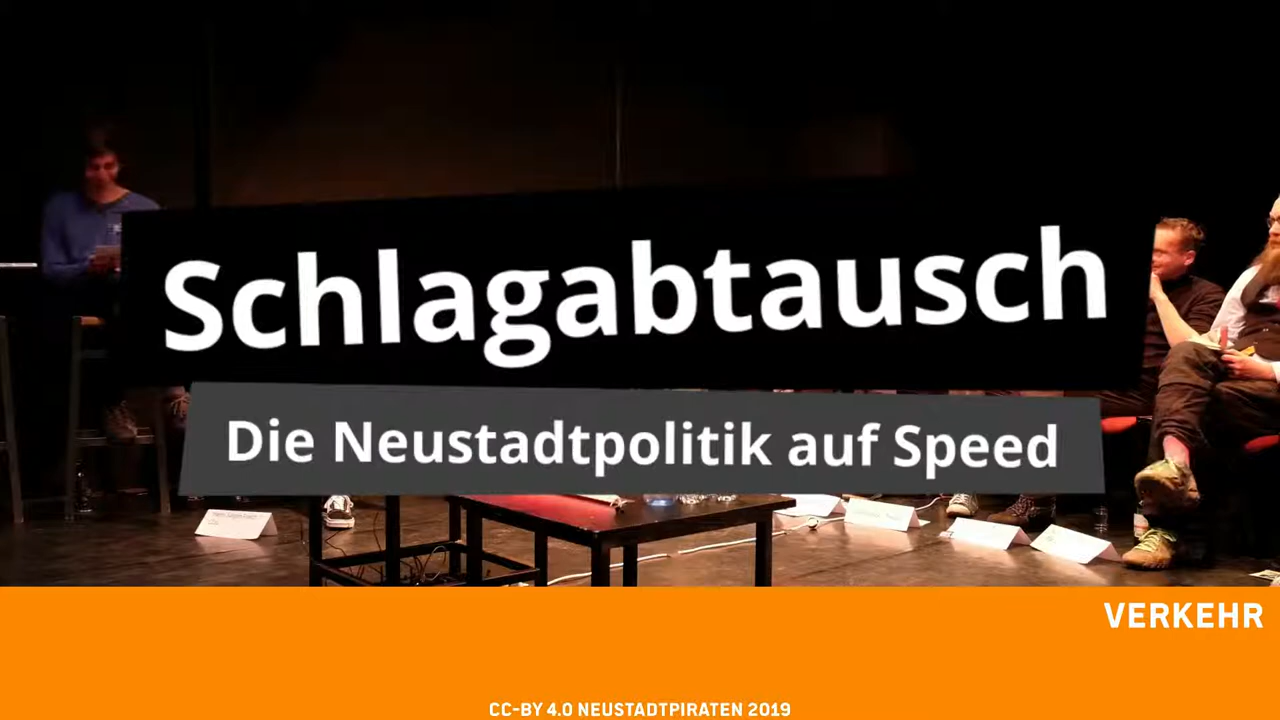 Schlagabtausch
Die Neustadtpolitik auf Speed
VERKEHR
CC-BY 4.0 NEUSTADTPIRATEN 2019